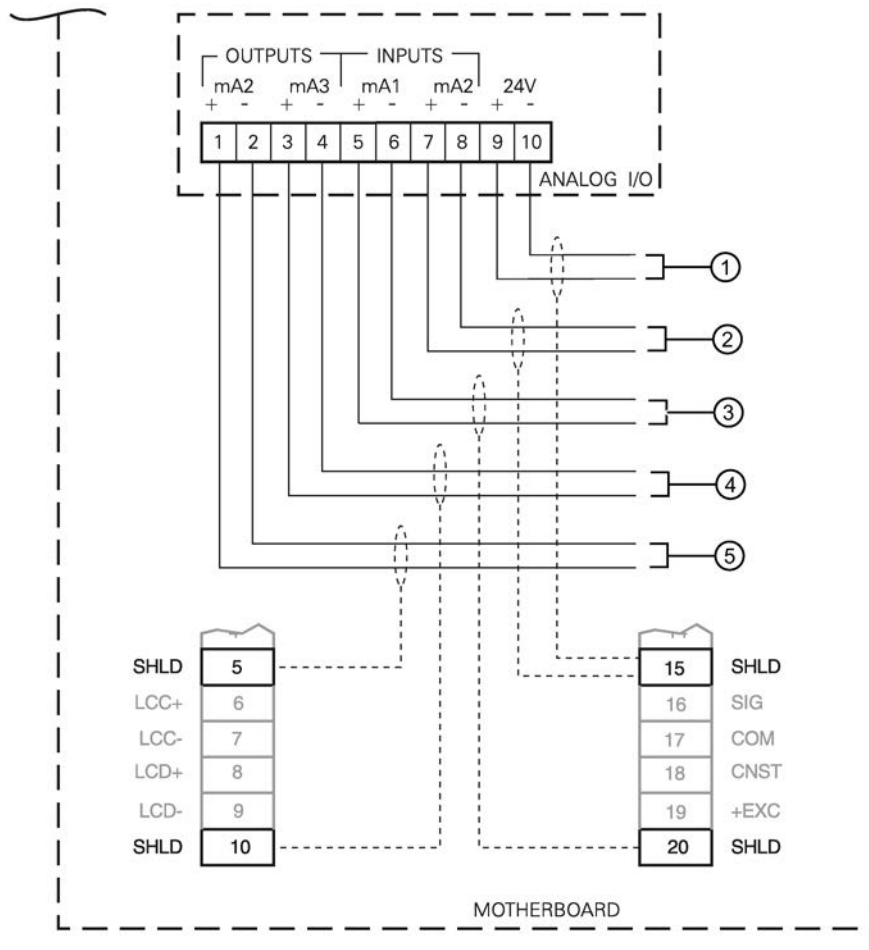 OUTPUTS INPUTS
mA2 mA3 mA1 mA2 24V
+ - + - + - + - + -
1 2 3 4 5 6 7 8 9 10
ANALOG I/O
1
2
3
4
5
SHLD 5
LCC+ 6
LCC- 7
LCD+ 8
LCD- 9
SHLD 10
15 SHLD
16 SIG
17 COM
18 CNST
19 +EXC
20 SHLD
MOTHERBOARD